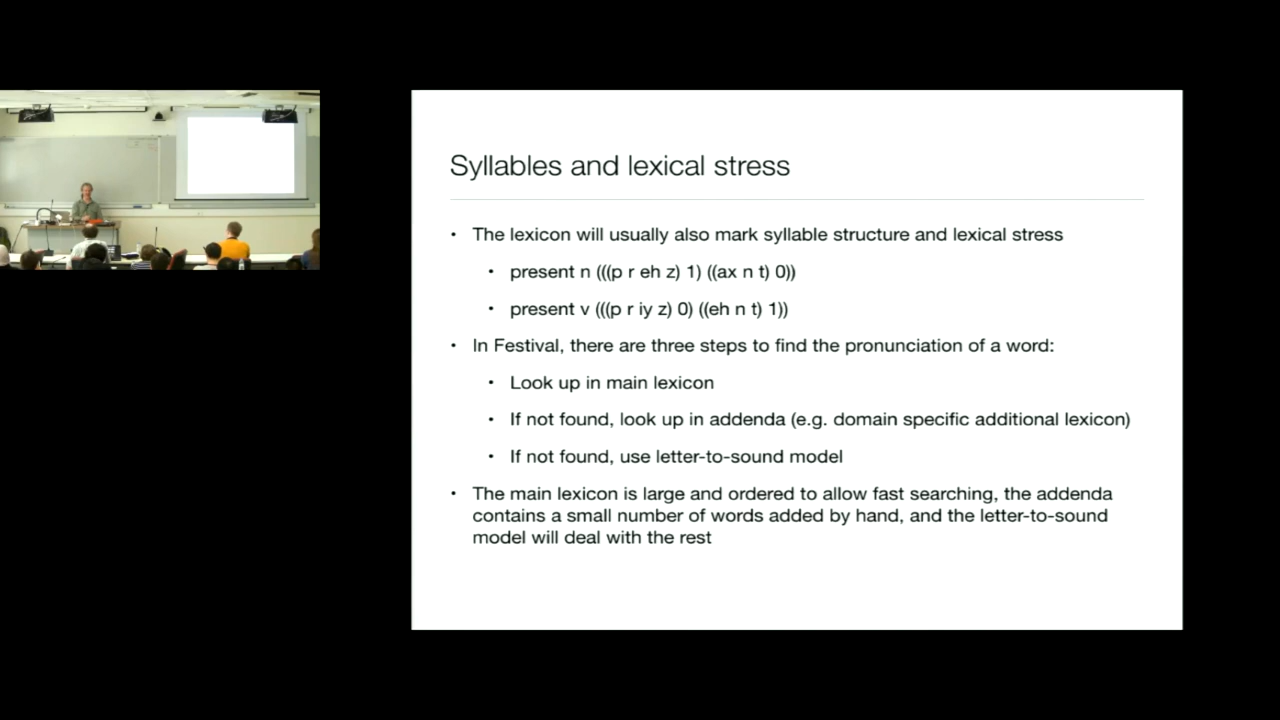 Syllables and lexical stress
• The lexicon will usually also mark syllable structure and lexical stress
• present n (((p r eh z) 1) ((ax n t) 0))
• present v (((p r iy z) 0) ((eh n t) 1))
• In Festival, there are three steps to find the pronunciation of a word:
• Look up in main lexicon
• If not found, look up in addenda (e.g. domain specific additional lexicon)
• If not found, use letter-to-sound model
• The main lexicon is large and ordered to allow fast searching, the addenda
contains a small number of words added by hand, and the letter-to-sound
model will deal with the rest